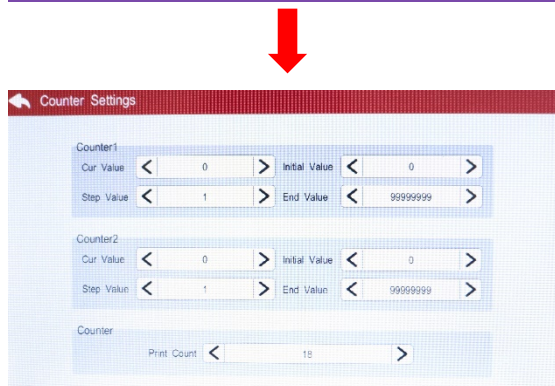 Counter Settings
Counter1
Cur Value 0 Initial Value 0
Step Value 1 End Value 99999999
Counter2
Cur Value 0 Initial Value 0
Step Value 1 End Value 99999999
Counter
Print Count 18